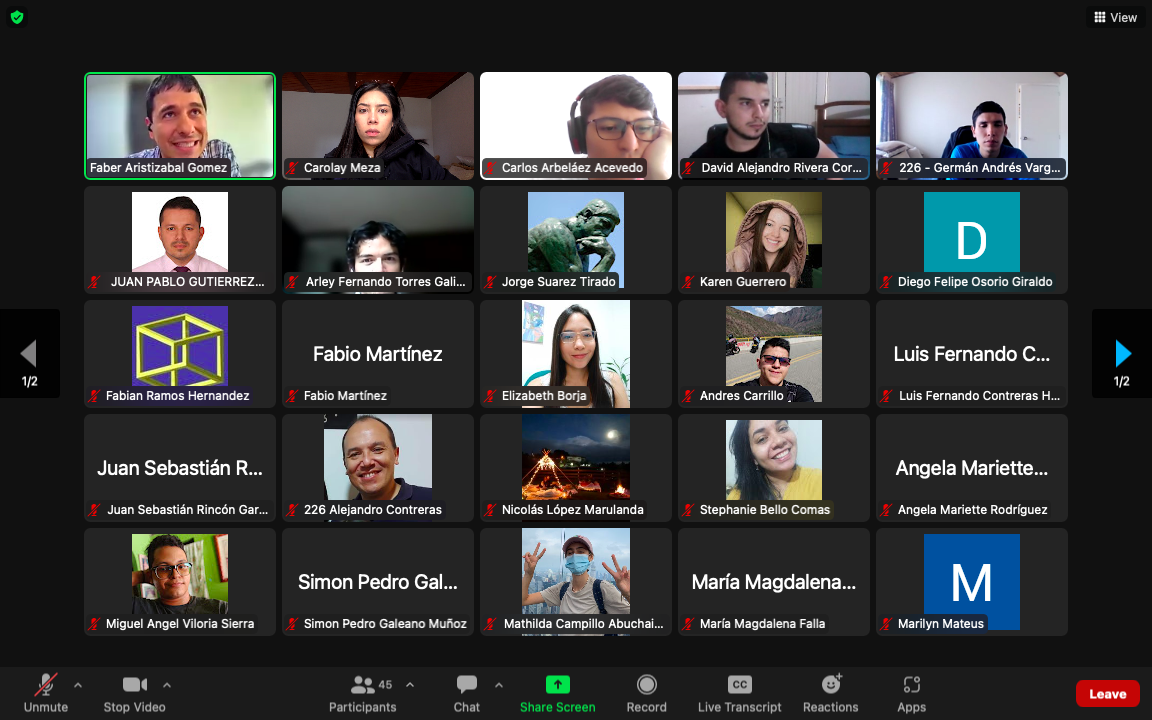 View
Faber Aristizabal Gomez
Carolay Meza
Carlos Arbeláez Acevedo
David Alejandro Rivera Cor...
226 - Germán Andrés Varg...
JUAN PABLO GUTIERREZ...
Arley Fernando Torres Gali...
Jorge Suarez Tirado
Karen Guerrero
D
Diego Felipe Osorio Giraldo
1/2
Fabian Ramos Hernandez
Fabio Martínez
Fabio Martínez
Elizabeth Borja
Andres Carrillo
Luis Fernando C...
Luis Fernando Contreras H...
1/2
Juan Sebastián R...
Juan Sebastián Rincón Gar...
226 Alejandro Contreras
Nicolás López Marulanda
Stephanie Bello Comas
Angela Mariette...
Angela Mariette Rodríguez
Miguel Angel Viloria Sierra
Simon Pedro Gal...
Simon Pedro Galeano Muñoz
Mathilda Campillo Abuchai...
María Magdalena...
María Magdalena Falla
M
Marilyn Mateus
Unmute
Stop Video
45
Participants
Chat
Share Screen
Record
CC
Live Transcript
Reactions
Apps
Leave